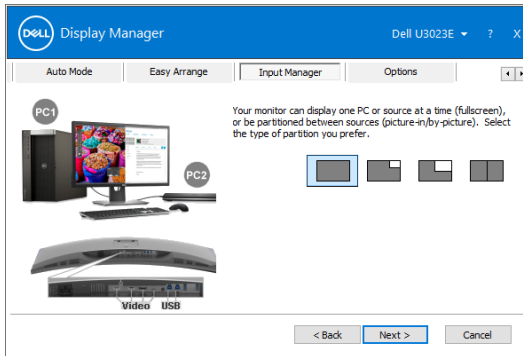 DELL Display Manager
Dell U3023E ? X
Auto Mode Easy Arrange Input Manager Options
PC1
PC2
Video USB
Your monitor can display one PC or source at a time (fullscreen),
or be partitioned between sources (picture-in/by-picture). Select
the type of partition you prefer.
< Back Next > Cancel